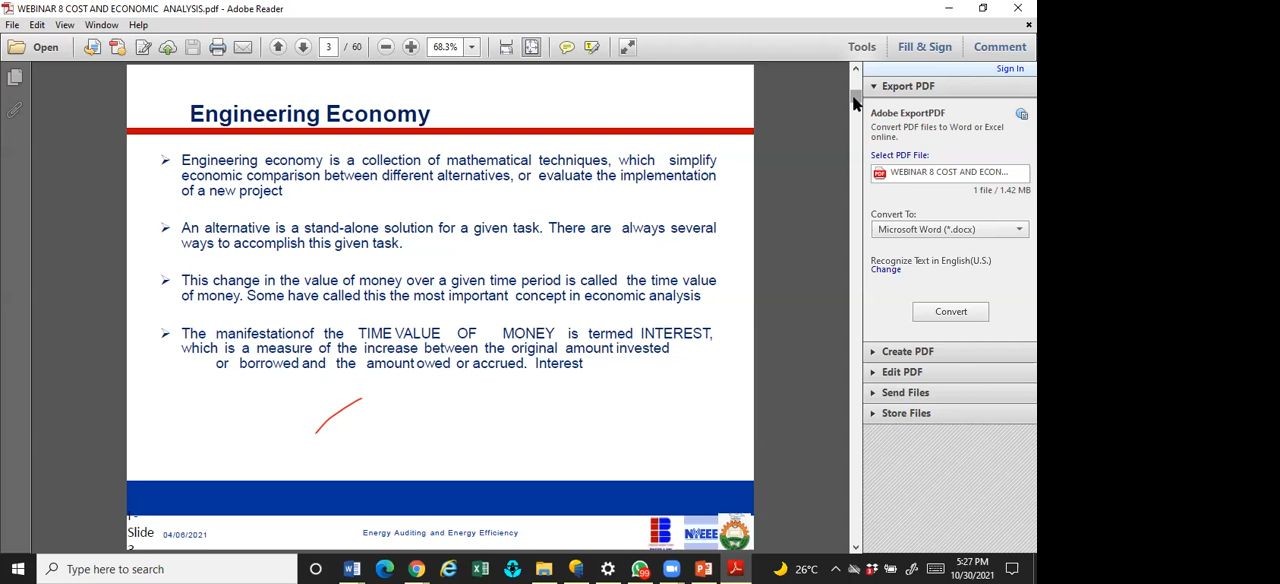 WEBINAR 8 COST AND ECONOMIC ANALYSIS.pdf - Adobe Reader
File Edit View Window Help
Open 3 / 60 68.3% Tools Fill & Sign Comment
Sign In
Export PDF
Adobe ExportPDF
Convert PDF files to Word or Excel
online.
Select PDF File:
WEBINAR 8 COST AND ECON...
1 file / 1.42 MB
Convert To:
Microsoft Word (*.docx)
Recognize Text in English(U.S.)
Change
Convert
Create PDF
Edit PDF
Send Files
Store Files
Engineering Economy
Engineering economy is a collection of mathematical techniques, which simplify
economic comparison between different alternatives, or evaluate the implementation
of a new project
An alternative is a stand-alone solution for a given task. There are always several
ways to accomplish this given task.
This change in the value of money over a given time period is called the time value
of money. Some have called this the most important concept in economic analysis
The manifestation of the TIME VALUE OF MONEY is termed INTEREST,
which is a measure of the increase between the original amount invested
or borrowed and the amount owed or accrued. Interest
Slide 04/06/2021 Energy Auditing and Energy Efficiency
Type here to search
99
26°C
5:27 PM
10/30/2021